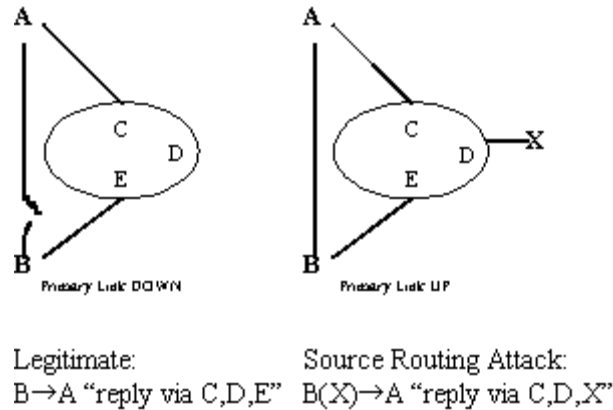 A A
C C
D D X
E E
B B
Primary Link DOWN Primary Link UP
Legitimate: Source Routing Attack:
B→A “reply via C,D,E” B(X)→A “reply via C,D,X”